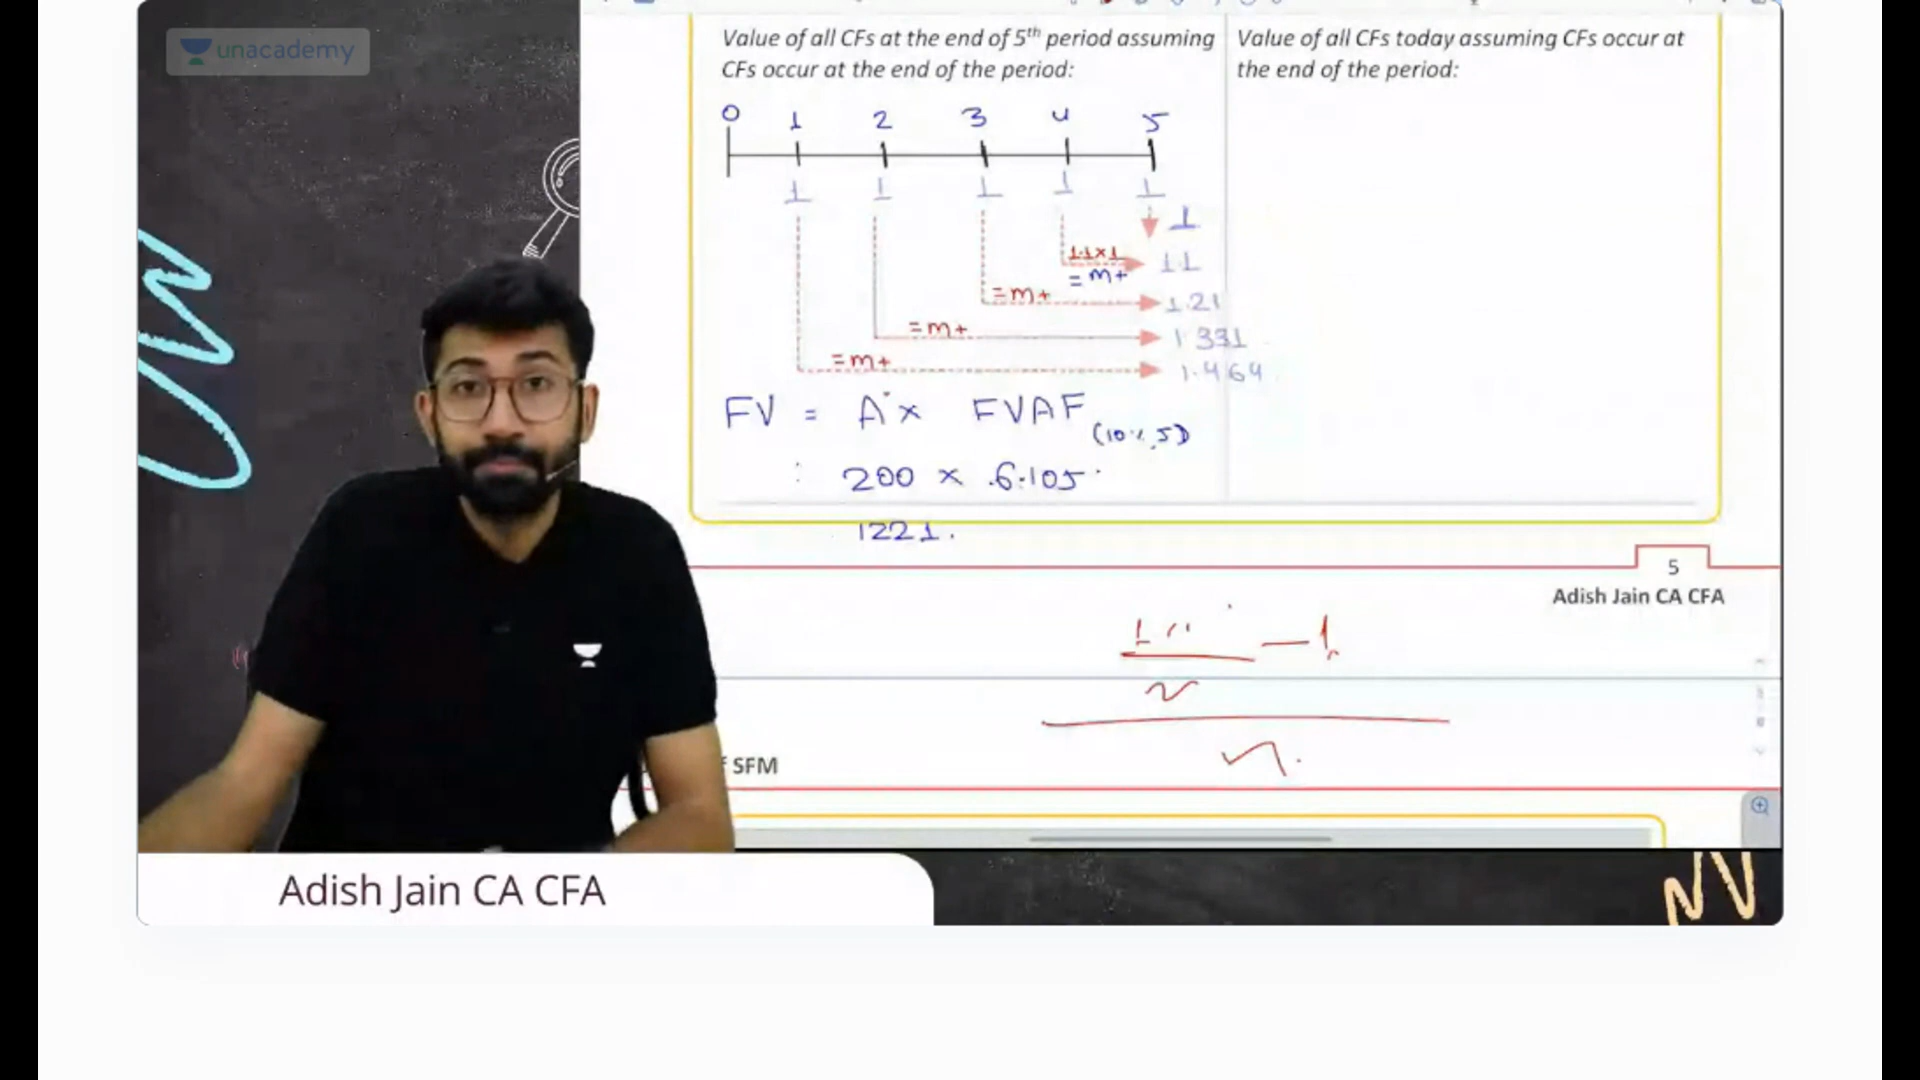 unacademy
Value of all CFs at the end of 5th period assuming
CFs occur at the end of the period:
Value of all CFs today assuming CFs occur at
the end of the period:
0 1 2 3 4 5
1 1 1 1 1
1
1.1×1
1.1
= m+
= m+
1.21
= m+
1.331
= m+
1.464
FV = A × FVAF (10%,5)
: 200 × 6.105
1221.
5
Adish Jain CA CFA
— 1
SFM
Adish Jain CA CFA